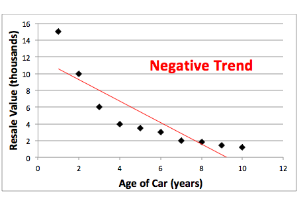 16
14
12
10
8
6
4
2
0
Resale Value (thousands)
Negative Trend
0 2 4 6 8 10 12
Age of Car (years)